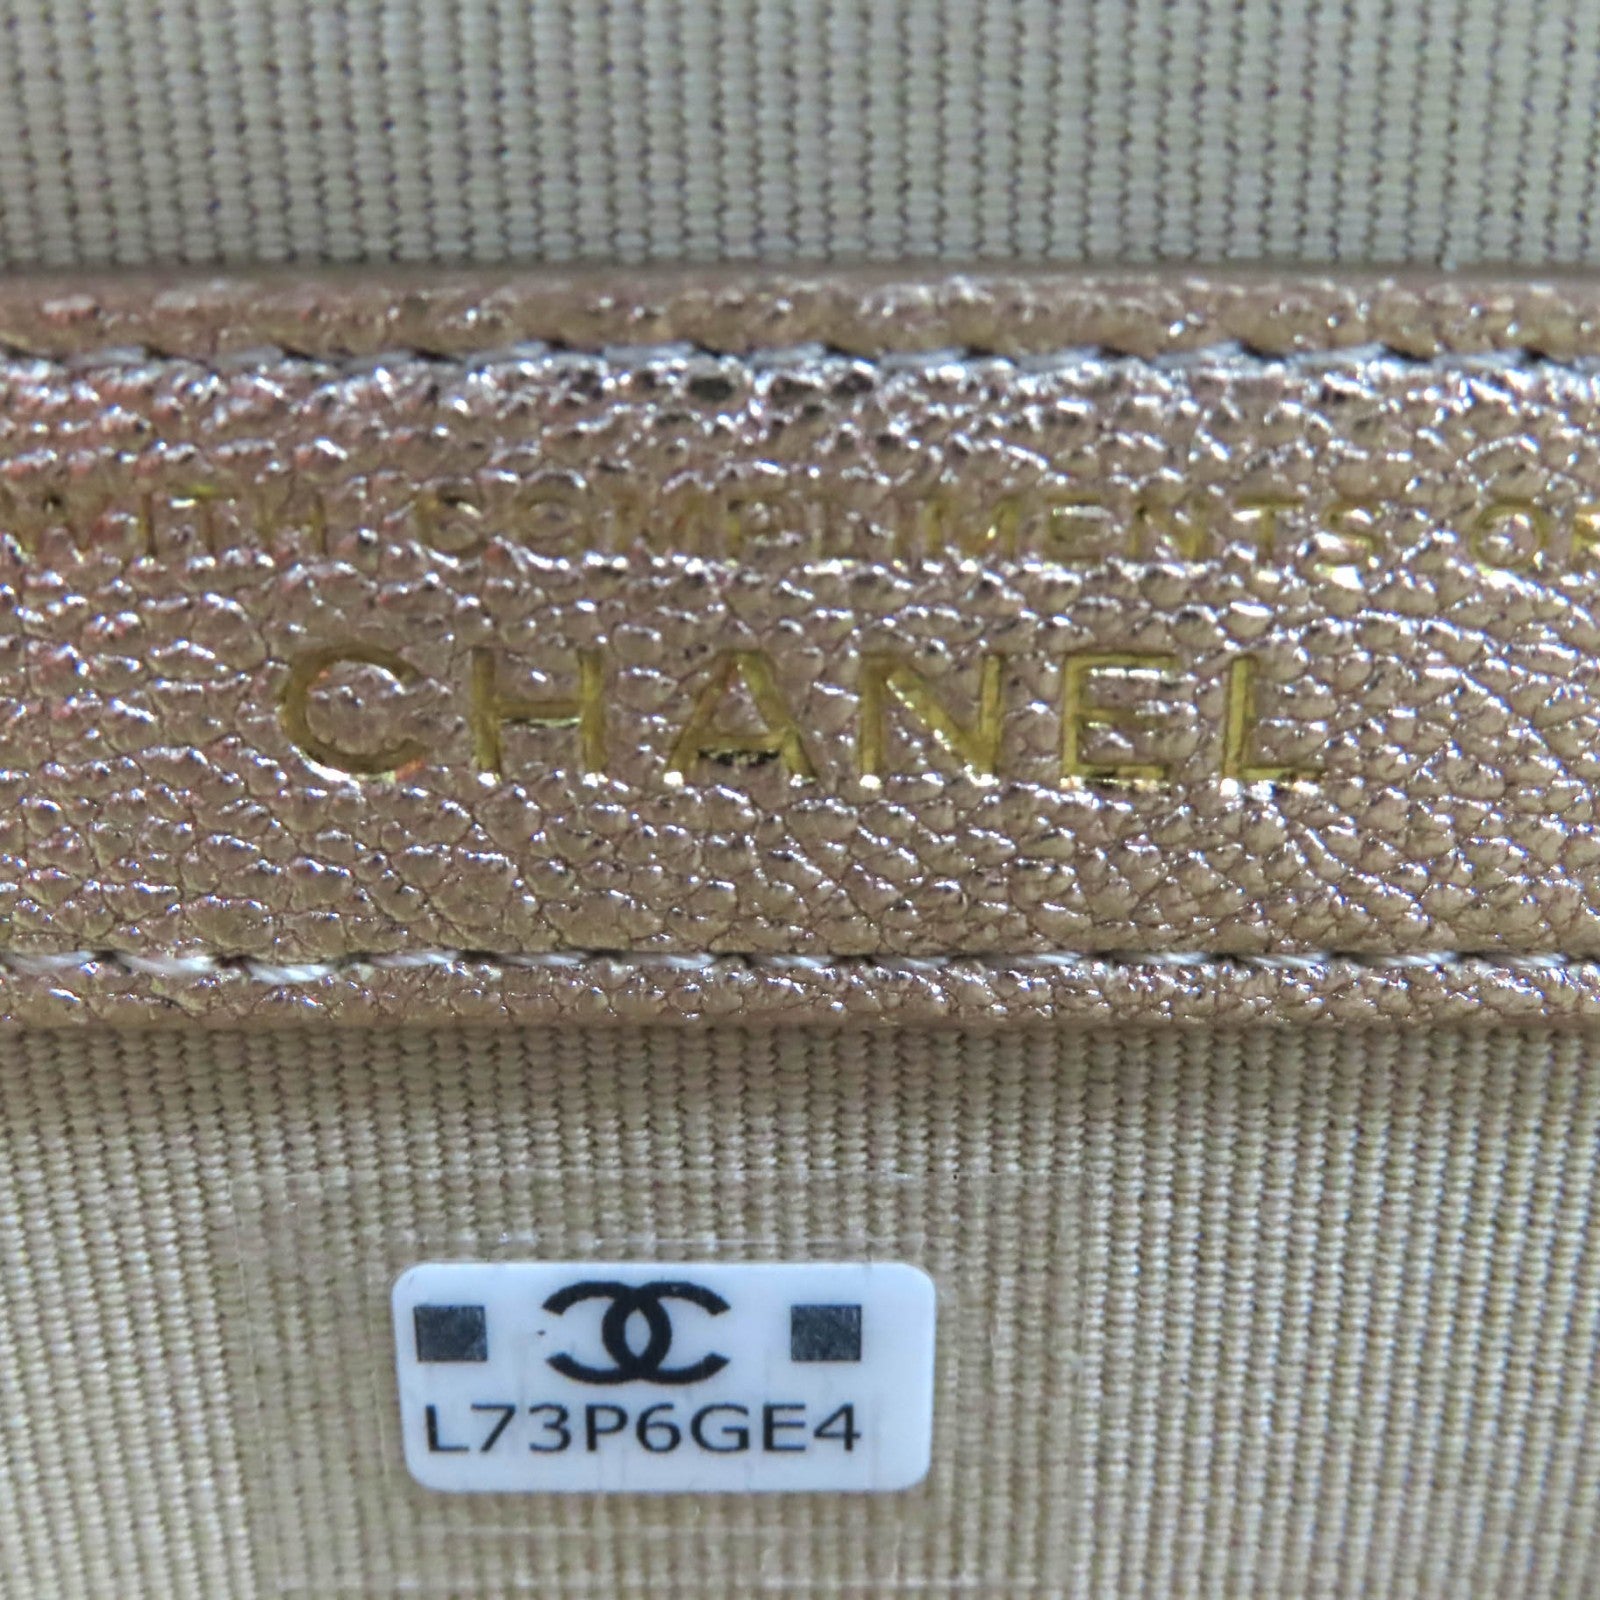 WITH COMPLIMENTS OF
CHANEL
L73P6GE4